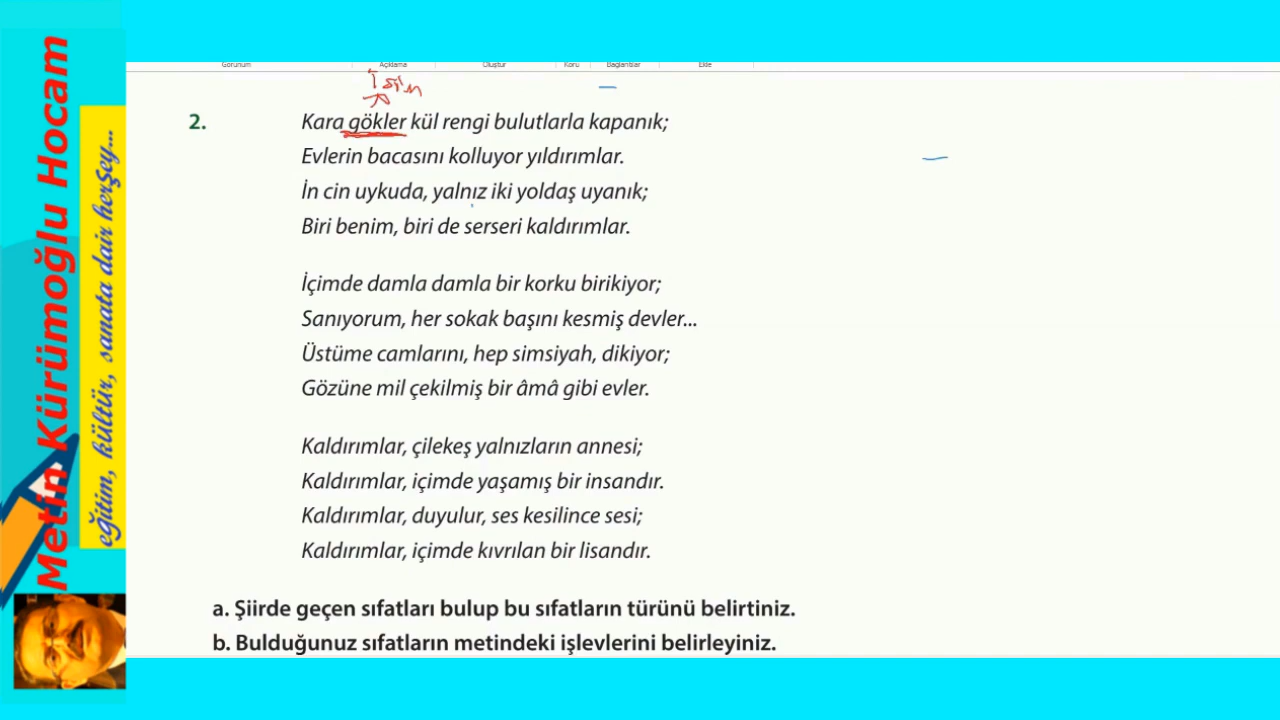 Metin Kürümoğlu Hocam
eğitim, kültür, sanata dair herşey...
Görünüm Açıklama Oluştur Koru Bağlantılar Ekle
İsim
2.
Kara gökler kül rengi bulutlarla kapanık;
Evlerin bacasını kolluyor yıldırımlar.
İn cin uykuda, yalnız iki yoldaş uyanık;
Biri benim, biri de serseri kaldırımlar.
İçimde damla damla bir korku birikiyor;
Sanıyorum, her sokak başını kesmiş devler...
Üstüme camlarını, hep simsiyah, dikiyor;
Gözüne mil çekilmiş bir âmâ gibi evler.
Kaldırımlar, çilekeş yalnızların annesi;
Kaldırımlar, içimde yaşamış bir insandır.
Kaldırımlar, duyulur, ses kesilince sesi;
Kaldırımlar, içimde kıvrılan bir lisandır.
a. Şiirde geçen sıfatları bulup bu sıfatların türünü belirtiniz.
b. Bulduğunuz sıfatların metindeki işlevlerini belirleyiniz.